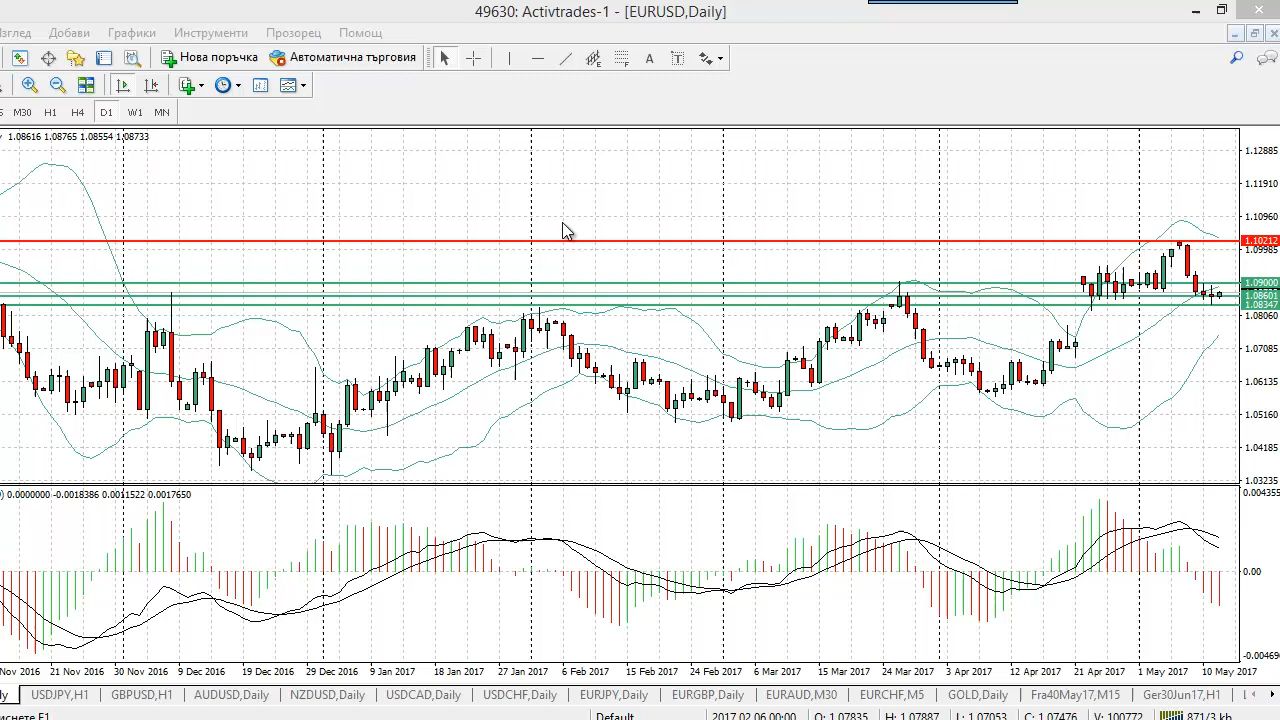 49630: Activtrades-1 - [EURUSD,Daily]
Изглед Добави Графики Инструменти Прозорец Помощ
Нова поръчка Автоматична търговия
M30 H1 H4 D1 W1 MN
1.08616 1.08765 1.08554 1.08733
1.12885
1.11910
1.10960
1.10212
1.09985
1.09000
1.08601
1.08347
1.08060
1.07085
1.06135
1.05160
1.04185
1.03235
) 0.0000000 -0.0018386 0.0011522 0.0017650
0.004355
0.00
-0.004690
Nov 2016 21 Nov 2016 30 Nov 2016 9 Dec 2016 19 Dec 2016 29 Dec 2016 9 Jan 2017 18 Jan 2017 27 Jan 2017 6 Feb 2017 15 Feb 2017 24 Feb 2017 6 Mar 2017 15 Mar 2017 24 Mar 2017 3 Apr 2017 12 Apr 2017 21 Apr 2017 1 May 2017 10 May 2017
USDJPY,H1 GBPUSD,H1 AUDUSD,Daily NZDUSD,Daily USDCAD,Daily USDCHF,Daily EURJPY,Daily EURGBP,Daily EURAUD,M30 EURCHF,M5 GOLD,Daily Fra40May17,M15 Ger30Jun17,H1
Default 2017.02.06 00:00 O: 1.07835 H: 1.07887 L: 1.07053 C: 1.07476 V: 100772 871/3 kb